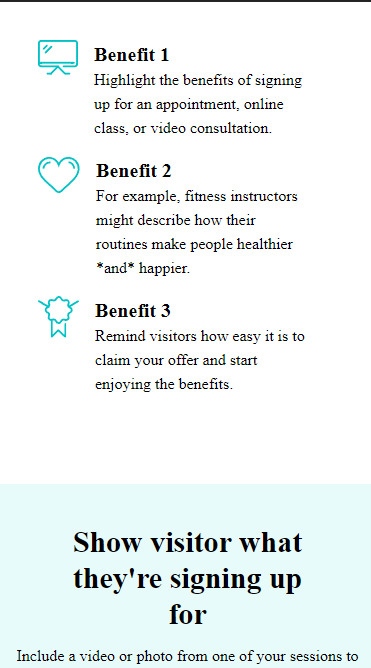 Benefit 1
Highlight the benefits of signing
up for an appointment, online
class, or video consultation.
Benefit 2
For example, fitness instructors
might describe how their
routines make people healthier
*and* happier.
Benefit 3
Remind visitors how easy it is to
claim your offer and start
enjoying the benefits.
Show visitor what
they're signing up
for
Include a video or photo from one of your sessions to